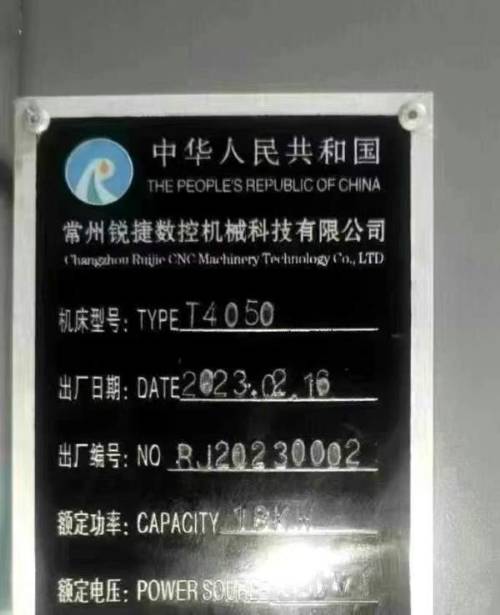 中华人民共和国
THE PEOPLE'S REPUBLIC OF CHINA
常州锐捷数控机械科技有限公司
Changzhou Ruijie CNC Machinery Technology Co., LTD
机床型号: TYPE T4050
出厂日期: DATE 2023.02.16
出厂编号: NO RJ20230002
额定功率: CAPACITY 18KW
额定电压: POWER